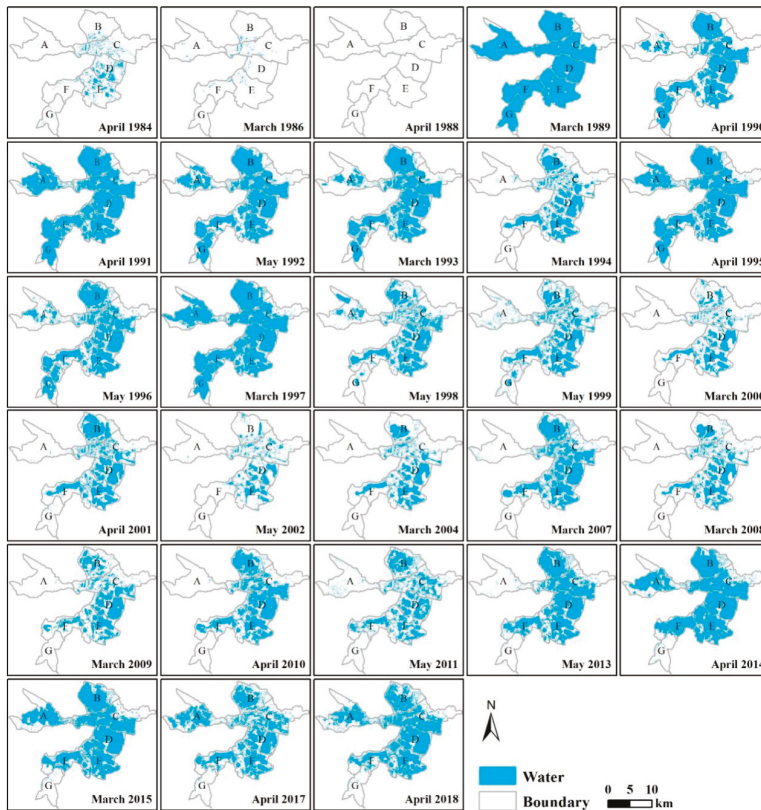 B
A C
D
F E
G
April 1984
B
A C
D
F E
G
March 1986
B
A C
D
F E
G
April 1988
B
A C
D
F E
G
March 1989
B
A C
D
F E
G
April 1990
B
A C
D
F E
G
April 1991
B
A C
D
F E
G
May 1992
B
A C
D
F E
G
March 1993
B
A C
D
F E
G
March 1994
B
A C
D
F E
G
April 1995
B
A C
D
F E
G
May 1996
B
A C
D
F E
G
March 1997
B
A C
D
F E
G
May 1998
B
A C
D
F E
G
May 1999
B
A C
D
F E
G
March 2000
B
A C
D
F E
G
April 2001
B
A C
D
F E
G
May 2002
B
A C
D
F E
G
March 2004
B
A C
D
F E
G
March 2007
B
A C
D
F E
G
March 2008
B
A C
D
F E
G
March 2009
B
A C
D
F E
G
April 2010
B
A C
D
F E
G
May 2011
B
A C
D
F E
G
May 2013
B
A C
D
F E
G
April 2014
B
A C
D
F E
G
March 2015
B
A C
D
F E
G
April 2017
B
A C
D
F E
G
April 2018
N
Water
Boundary
0 5 10
km